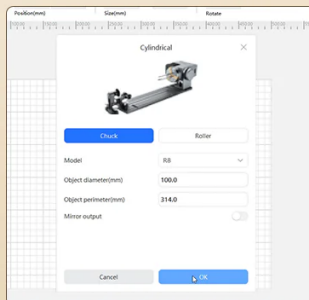 Position(mm) Size(mm) Rotate
Cylindrical
Chuck Roller
Model R8
Object diameter(mm) 100.0
Object perimeter(mm) 314.0
Mirror output
Cancel OK